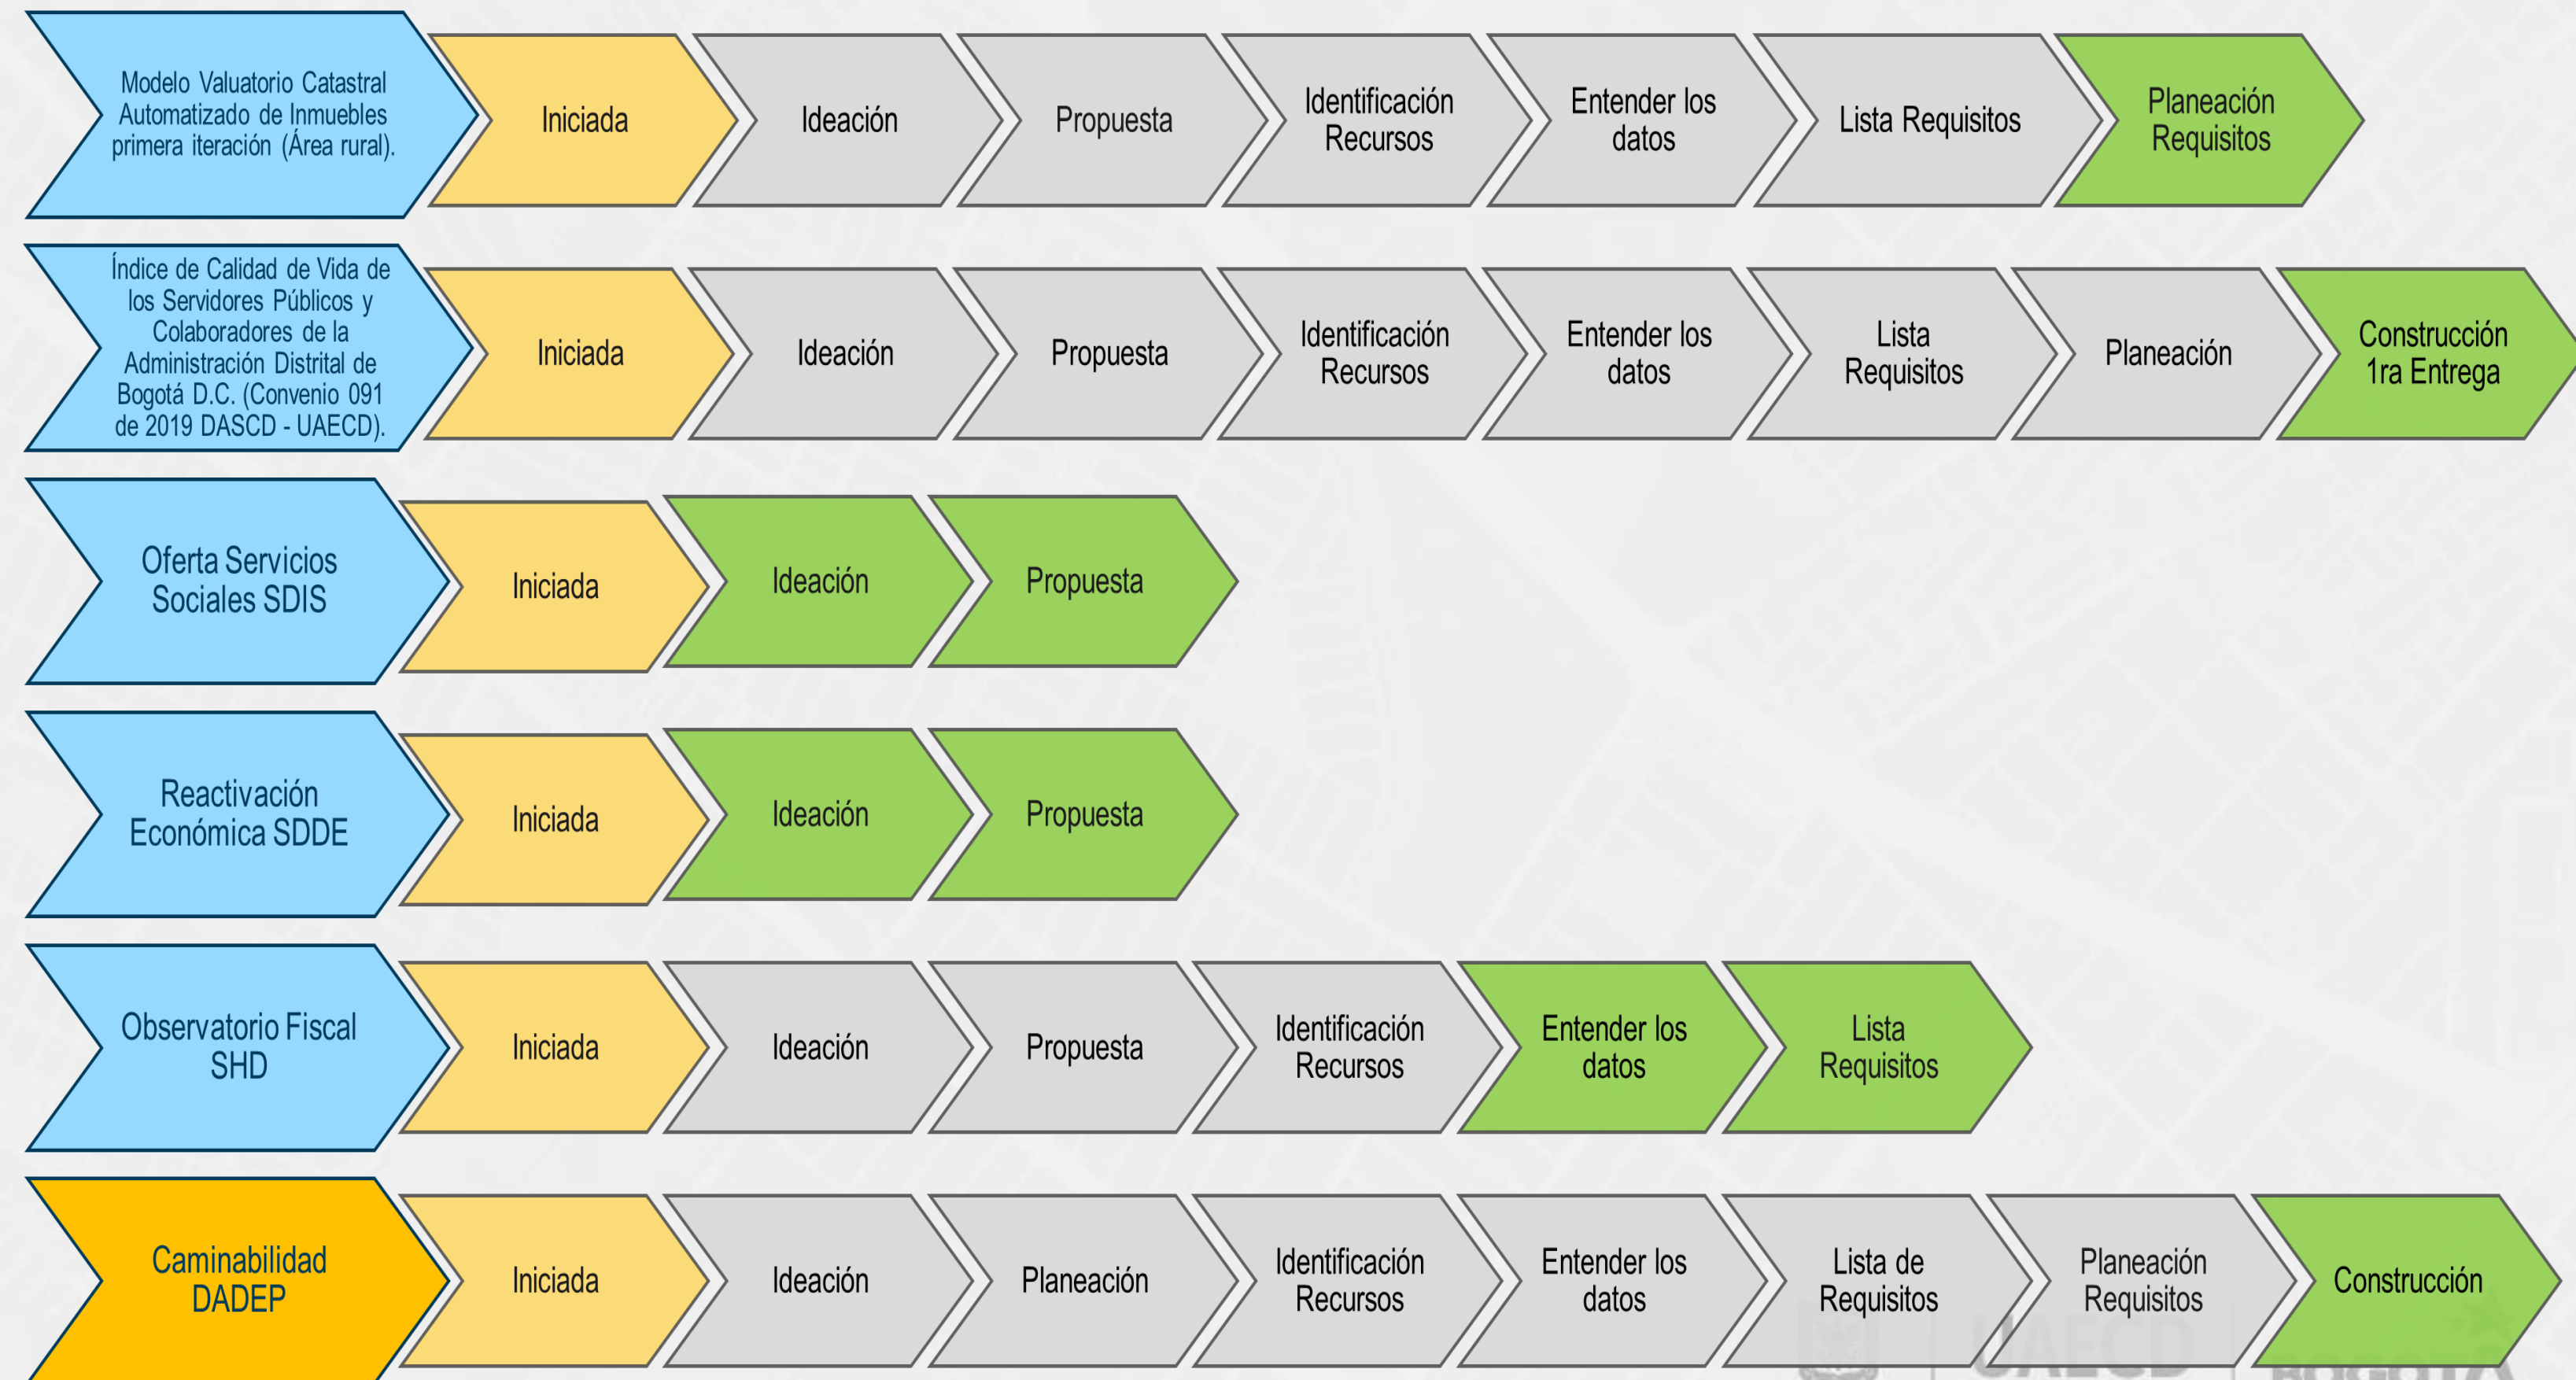 Modelo Valuatorio Catastral
Automatizado de Inmuebles
primera iteración (Área rural).
Iniciada
Ideación
Propuesta
Identificación
Recursos
Entender los
datos
Lista Requisitos
Planeación
Requisitos
Índice de Calidad de Vida de
los Servidores Públicos y
Colaboradores de la
Administración Distrital de
Bogotá D.C. (Convenio 091
de 2019 DASCD - UAECD).
Iniciada
Ideación
Propuesta
Identificación
Recursos
Entender los
datos
Lista
Requisitos
Planeación
Construcción
1ra Entrega
Oferta Servicios
Sociales SDIS
Iniciada
Ideación
Propuesta
Reactivación
Económica SDDE
Iniciada
Ideación
Propuesta
Observatorio Fiscal
SHD
Iniciada
Ideación
Propuesta
Identificación
Recursos
Entender los
datos
Lista
Requisitos
Caminabilidad
DADEP
Iniciada
Ideación
Planeación
Identificación
Recursos
Entender los
datos
Lista de
Requisitos
Planeación
Requisitos
Construcción
UAECD
BOGOTÁ